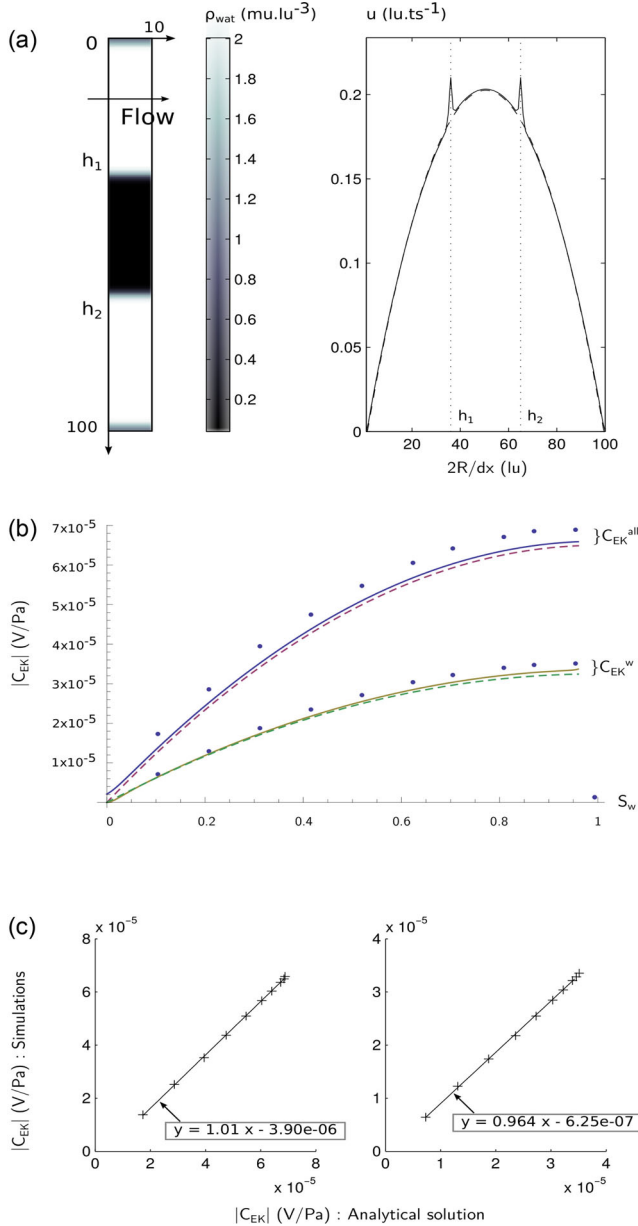 (a)
0
10
Flow
h₁
h₂
100
ρwat (mu.lu⁻³)
2
1.8
1.6
1.4
1.2
1
0.8
0.6
0.4
0.2
u (lu.ts⁻¹)
0.2
0.15
0.1
0.05
0
h₁
h₂
20 40 60 80 100
2R/dx (lu)
(b)
|CEK| (V/Pa)
7x10⁻⁵
6x10⁻⁵
5x10⁻⁵
4x10⁻⁵
3x10⁻⁵
2x10⁻⁵
1x10⁻⁵
}CEKᵃˡˡ
}CEKʷ
Sw
0 0.2 0.4 0.6 0.8 1
(c)
|CEK| (V/Pa) : Simulations
x 10⁻⁵
8
6
4
2
0
y = 1.01 x - 3.90e-06
0 2 4 6 8
x 10⁻⁵
x 10⁻⁵
4
3
2
1
0
y = 0.964 x - 6.25e-07
0 1 2 3 4
x 10⁻⁵
|CEK| (V/Pa) : Analytical solution